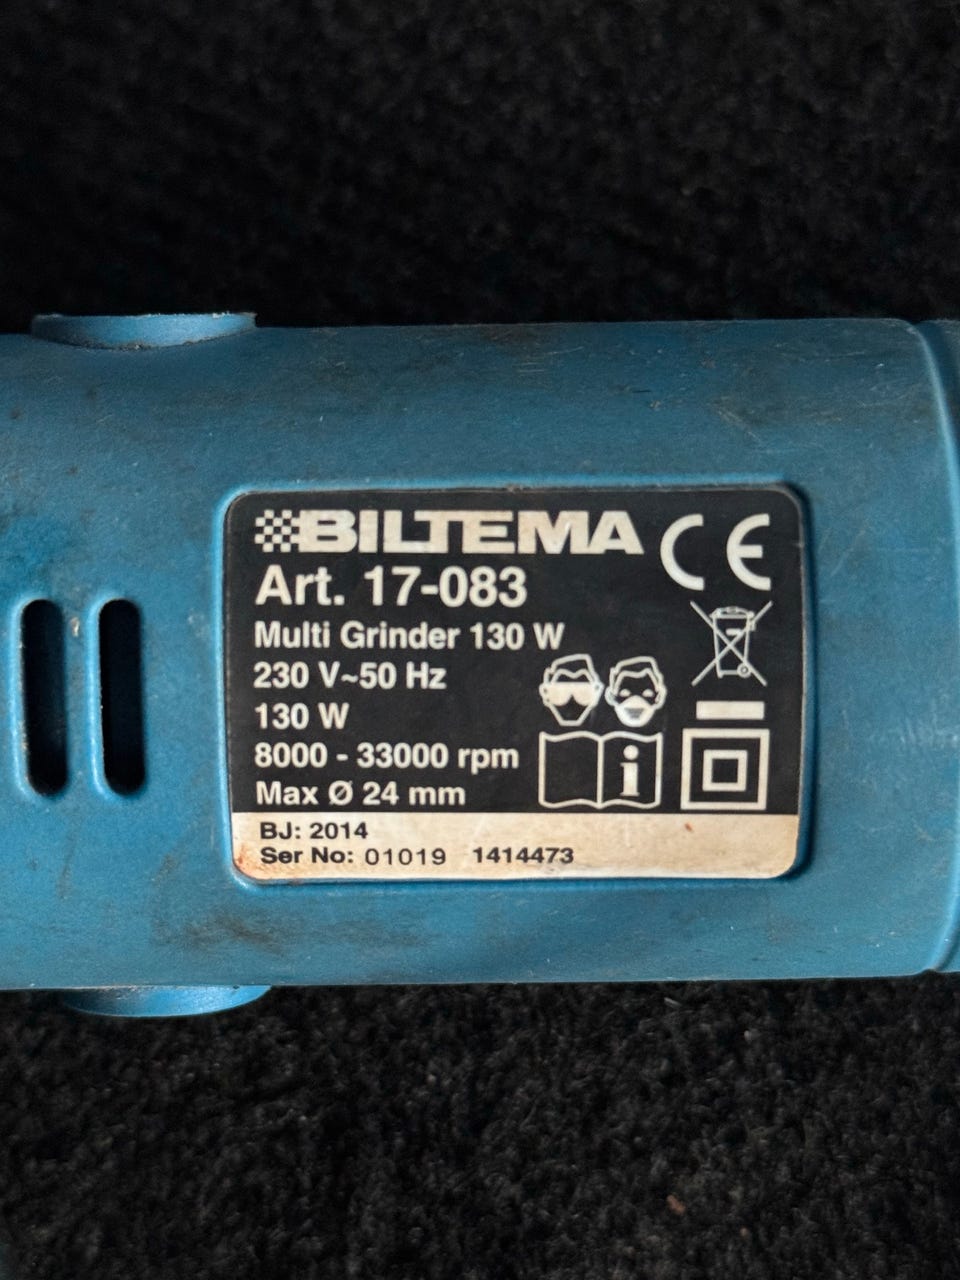 BILTEMA CE
Art. 17-083
Multi Grinder 130 W
230 V~50 Hz
130 W
8000 - 33000 rpm
Max Ø 24 mm
i
BJ: 2014
Ser No: 01019 1414473